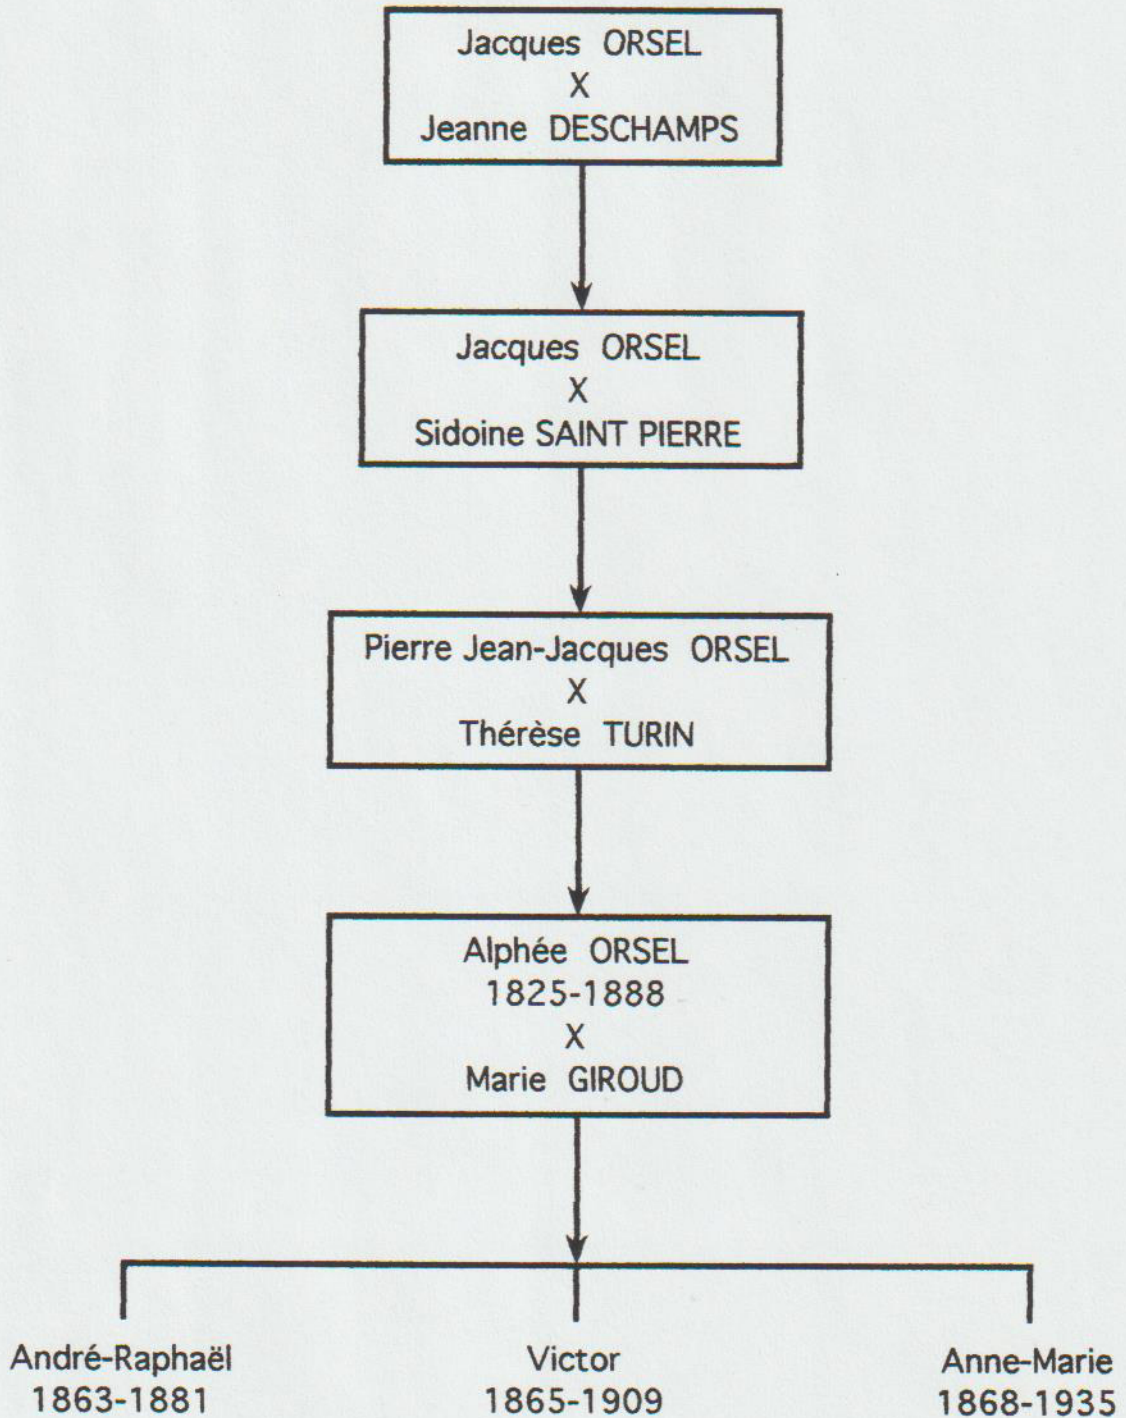 Jacques ORSEL
X
Jeanne DESCHAMPS
Jacques ORSEL
X
Sidoine SAINT PIERRE
Pierre Jean-Jacques ORSEL
X
Thérèse TURIN
Alphée ORSEL
1825-1888
X
Marie GIROUD
André-Raphaël
1863-1881
Victor
1865-1909
Anne-Marie
1868-1935